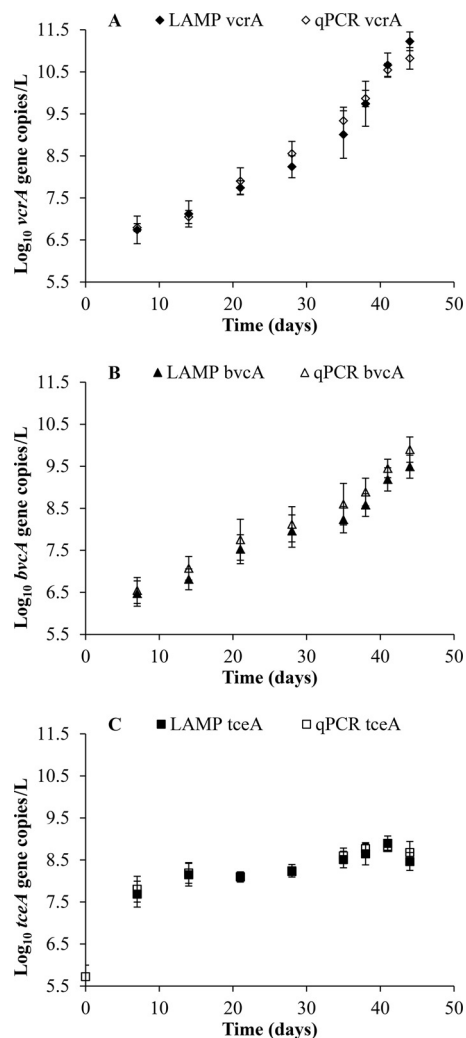 A ◆ LAMP vcrA ◇ qPCR vcrA
11.5
10.5
9.5
8.5
7.5
6.5
5.5
Log10 vcrA gene copies/L
0 10 20 30 40 50
Time (days)
B ▲ LAMP bvcA △ qPCR bvcA
11.5
10.5
9.5
8.5
7.5
6.5
5.5
Log10 bvcA gene copies/L
0 10 20 30 40 50
Time (days)
C ■ LAMP tceA □ qPCR tceA
11.5
10.5
9.5
8.5
7.5
6.5
5.5
Log10 tceA gene copies/L
0 10 20 30 40 50
Time (days)